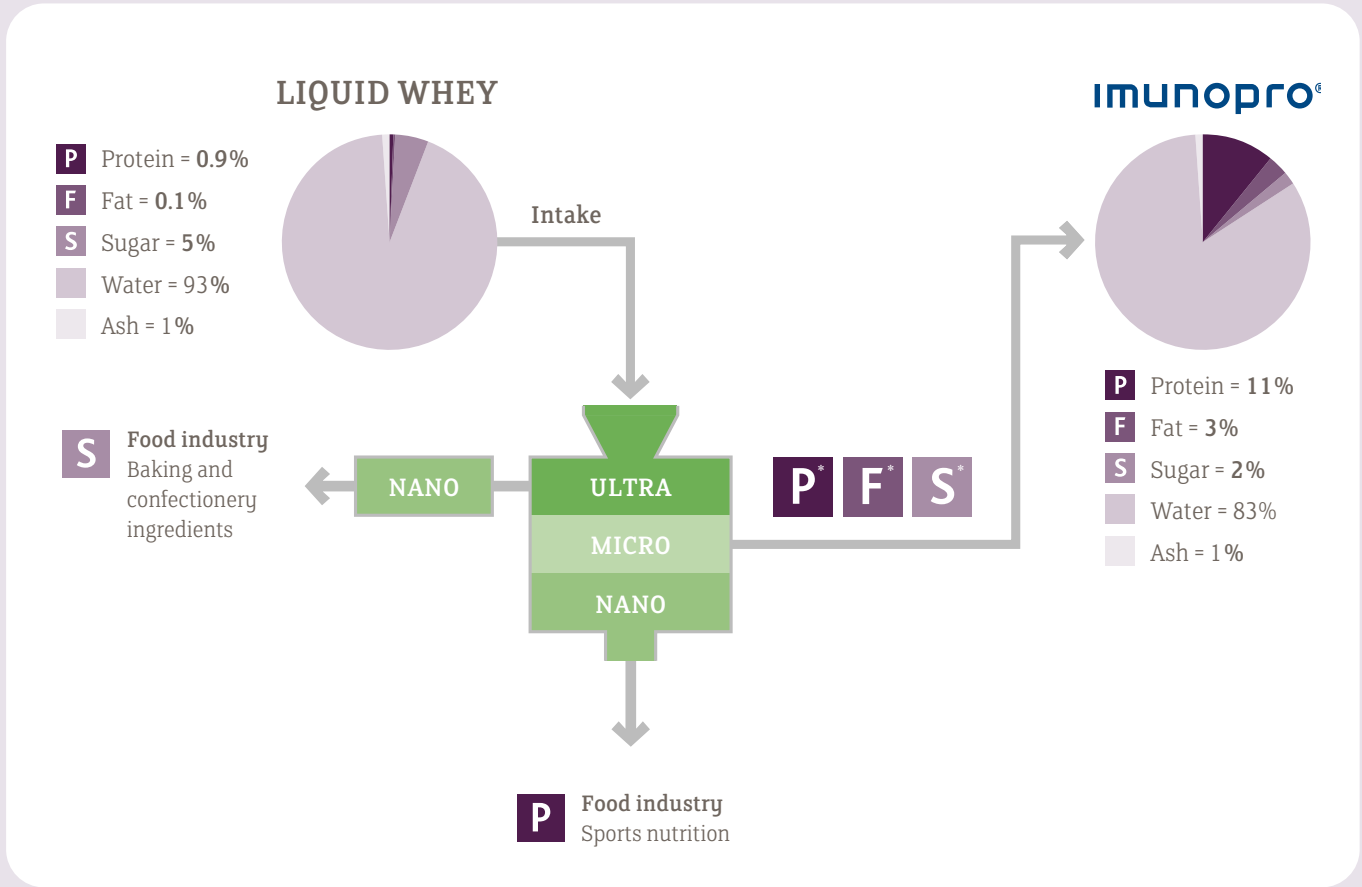 LIQUID WHEY
P Protein = 0.9%
F Fat = 0.1%
S Sugar = 5%
Water = 93%
Ash = 1%
Intake
ımunopro®
P Protein = 11%
F Fat = 3%
S Sugar = 2%
Water = 83%
Ash = 1%
S Food industry
Baking and
confectionery
ingredients
NANO
ULTRA
MICRO
NANO
P* F* S*
P Food industry
Sports nutrition